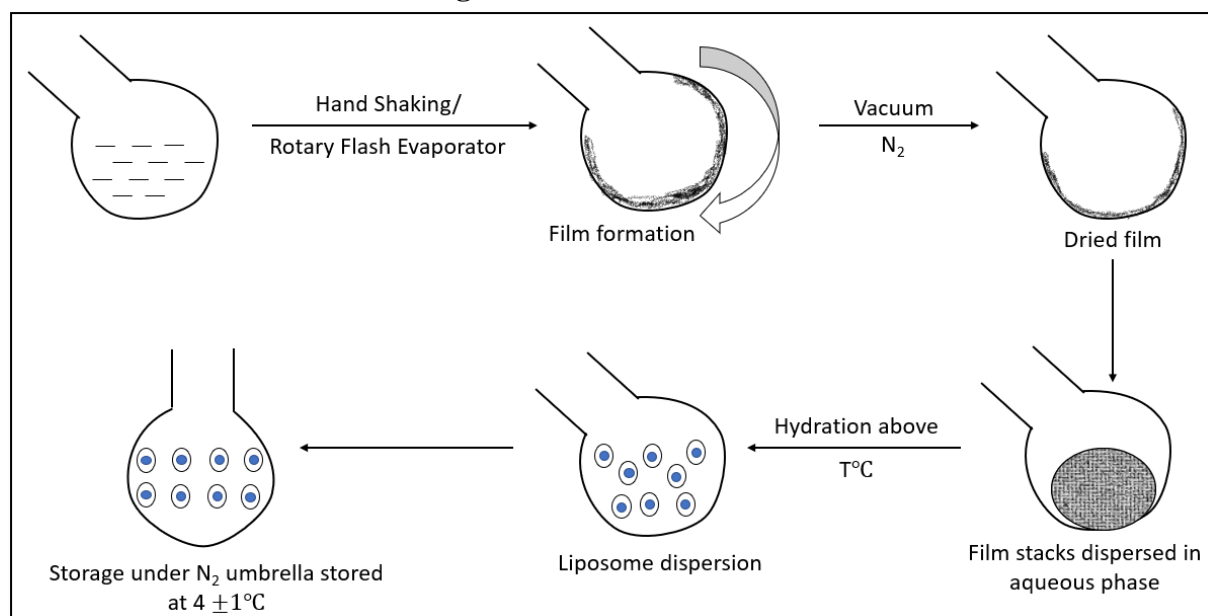 Hand Shaking/
Rotary Flash Evaporator
Film formation
Vacuum
N₂
Dried film
Film stacks dispersed in
aqueous phase
Hydration above
T°C
Liposome dispersion
Storage under N₂ umbrella stored
at 4 ±1°C